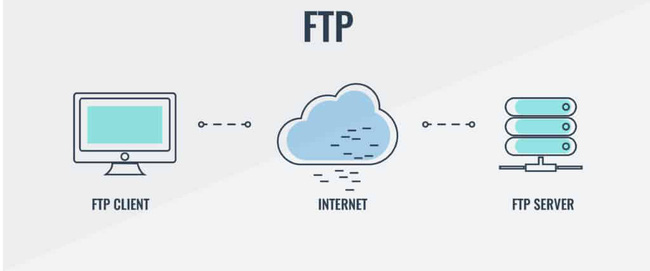 FTP
FTP CLIENT
INTERNET
FTP SERVER